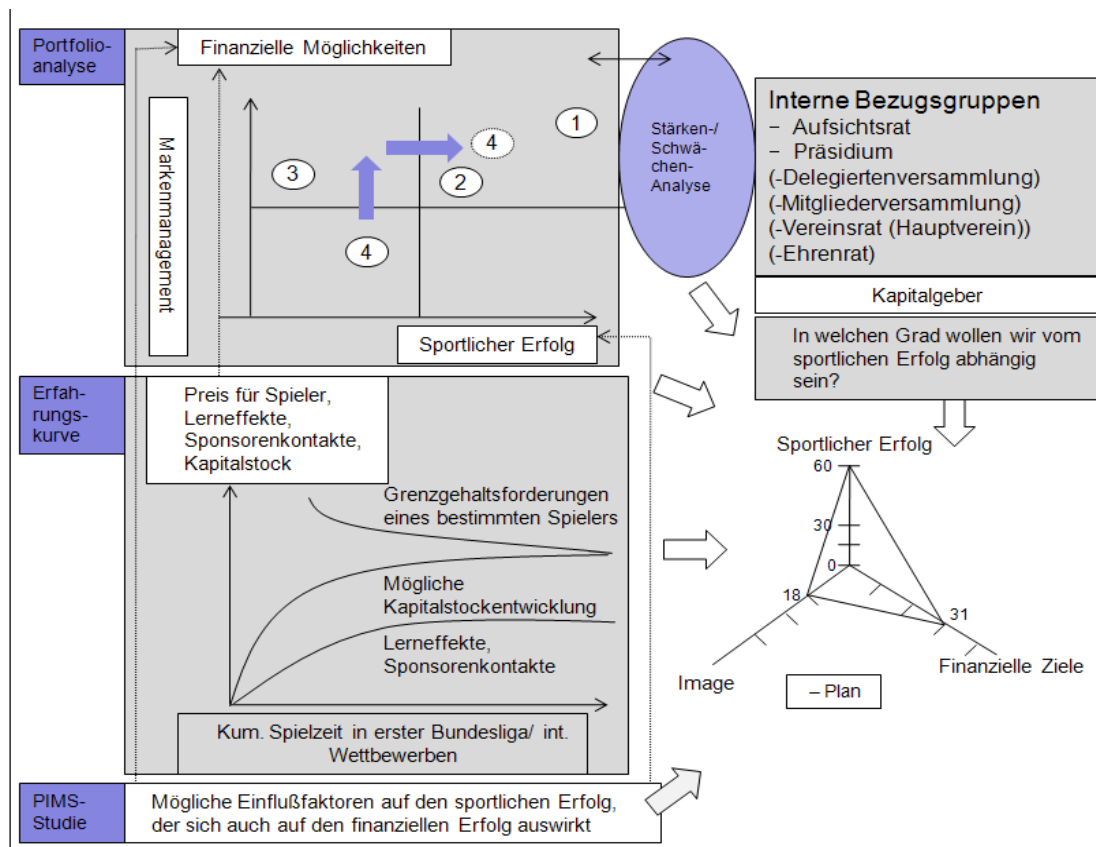 Portfolio-
analyse
Finanzielle Möglichkeiten
Markenmanagement
1
4
3
2
4
Sportlicher Erfolg
Stärken-/
Schwä-
chen-
Analyse
Interne Bezugsgruppen
– Aufsichtsrat
– Präsidium
(-Delegiertenversammlung)
(-Mitgliederversammlung)
(-Vereinsrat (Hauptverein))
(-Ehrenrat)
Kapitalgeber
In welchen Grad wollen wir vom
sportlichen Erfolg abhängig
sein?
Erfah-
rungs-
kurve
Preis für Spieler,
Lerneffekte,
Sponsorenkontakte,
Kapitalstock
Grenzgehaltsforderungen
eines bestimmten Spielers
Mögliche
Kapitalstockentwicklung
Lerneffekte,
Sponsorenkontakte
Kum. Spielzeit in erster Bundesliga/ int.
Wettbewerben
Sportlicher Erfolg
60
30
0
18
31
Image
Finanzielle Ziele
– Plan
PIMS-
Studie
Mögliche Einflußfaktoren auf den sportlichen Erfolg,
der sich auch auf den finanziellen Erfolg auswirkt